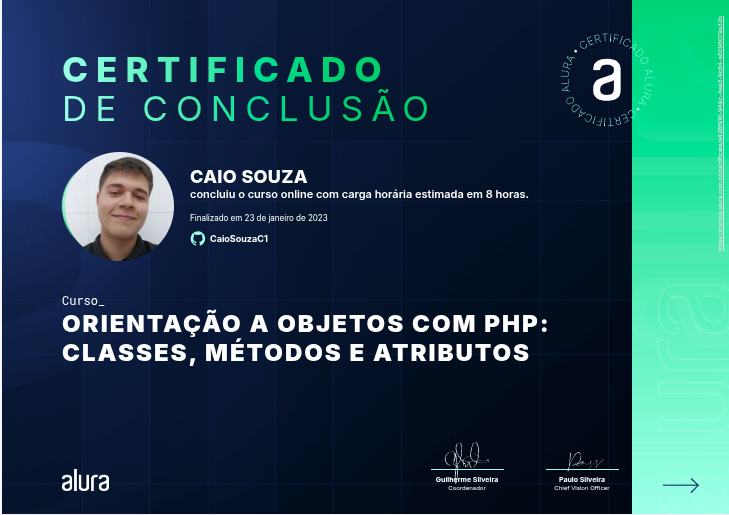 CERTIFICADO
DE CONCLUSÃO
CERTIFICADO ALURA • CERTIFICADO ALURA •
a
CAIO SOUZA
concluiu o curso online com carga horária estimada em 8 horas.
Finalizado em 23 de janeiro de 2023
CaioSouzaC1
Curso_
ORIENTAÇÃO A OBJETOS COM PHP:
CLASSES, MÉTODOS E ATRIBUTOS
alura
Guilherme Silveira
Coordenador
Paulo Silveira
Chief Vision Officer
alura